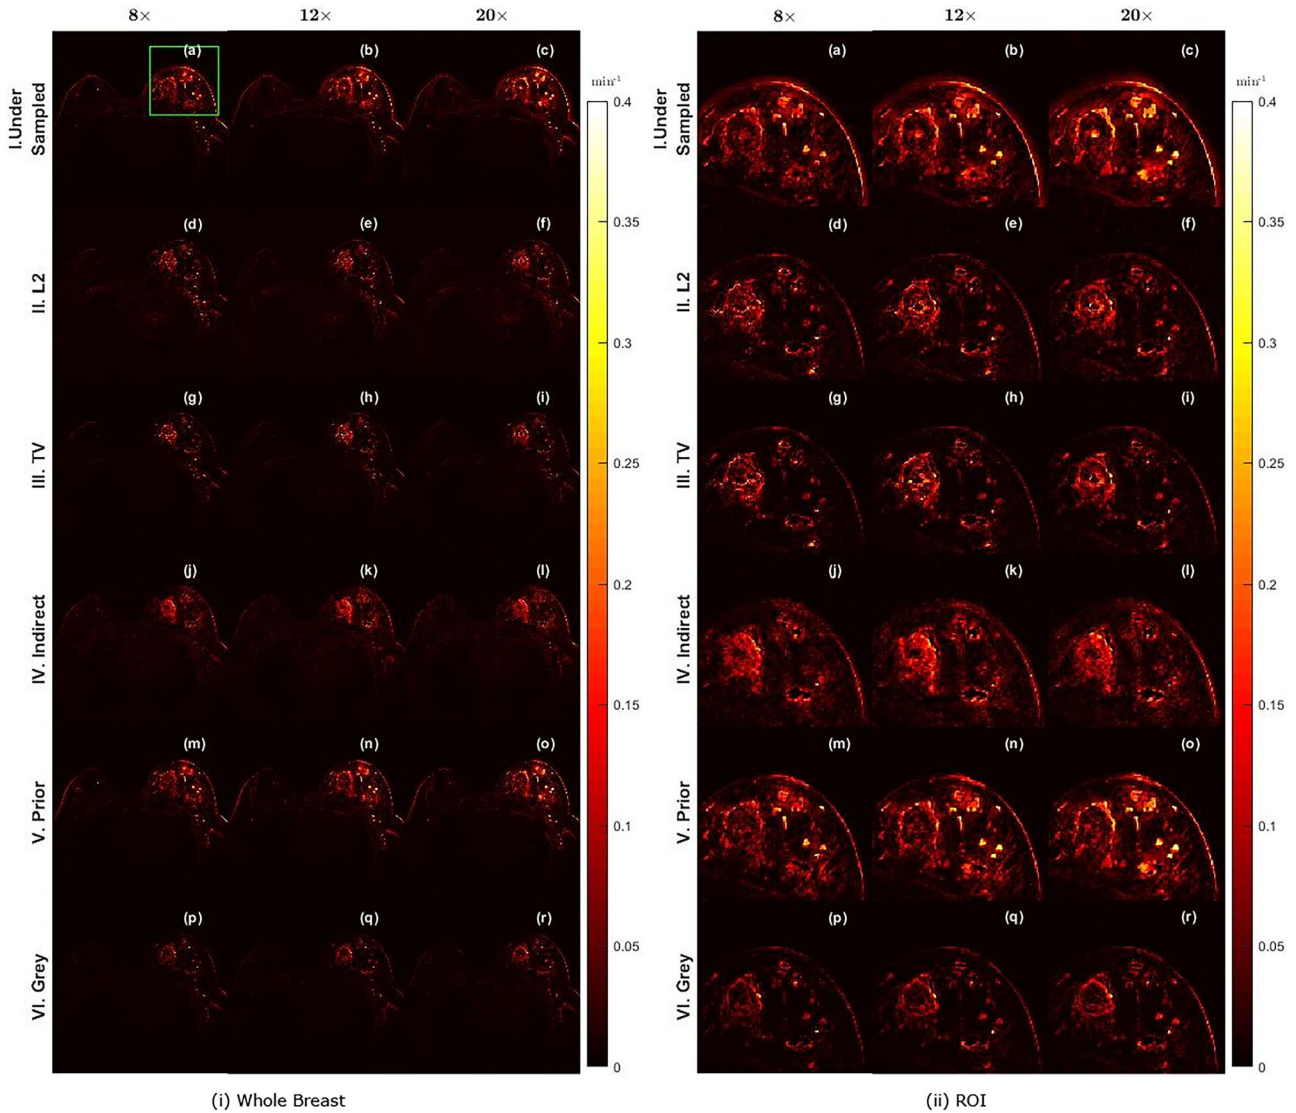 8× 12× 20× 8× 12× 20×
I.Under
Sampled
(a) (b) (c)
min-1
0.4
0.35
0.3
0.25
0.2
0.15
0.1
0.05
0
I.Under
Sampled
(a) (b) (c)
min-1
0.4
0.35
0.3
0.25
0.2
0.15
0.1
0.05
0
II. L2
(d) (e) (f)
II. L2
(d) (e) (f)
III. TV
(g) (h) (i)
III. TV
(g) (h) (i)
IV. Indirect
(j) (k) (l)
IV. Indirect
(j) (k) (l)
V. Prior
(m) (n) (o)
V. Prior
(m) (n) (o)
VI. Grey
(p) (q) (r)
VI. Grey
(p) (q) (r)
(i) Whole Breast
(ii) ROI